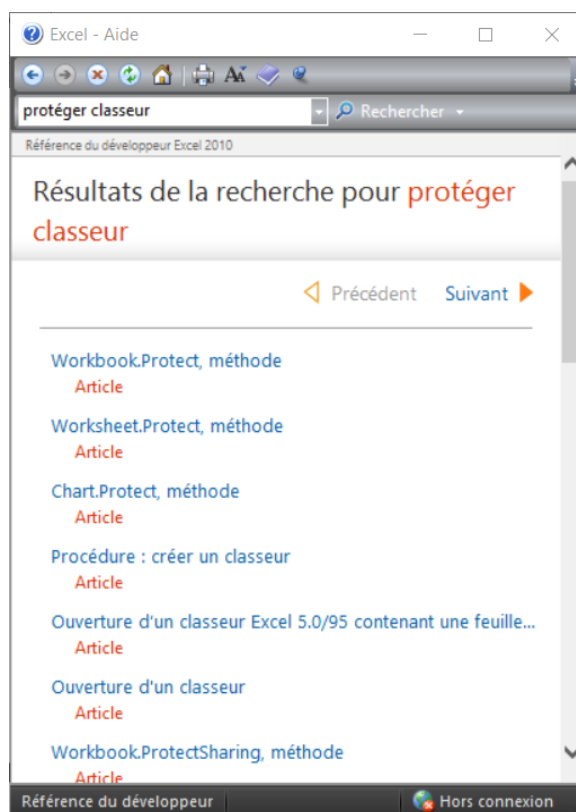 Excel - Aide
protéger classeur
Rechercher
Référence du développeur Excel 2010
Résultats de la recherche pour protéger
classeur
Précédent Suivant
Workbook.Protect, méthode
Article
Worksheet.Protect, méthode
Article
Chart.Protect, méthode
Article
Procédure : créer un classeur
Article
Ouverture d'un classeur Excel 5.0/95 contenant une feuille...
Article
Ouverture d'un classeur
Article
Workbook.ProtectSharing, méthode
Article
Référence du développeur Hors connexion